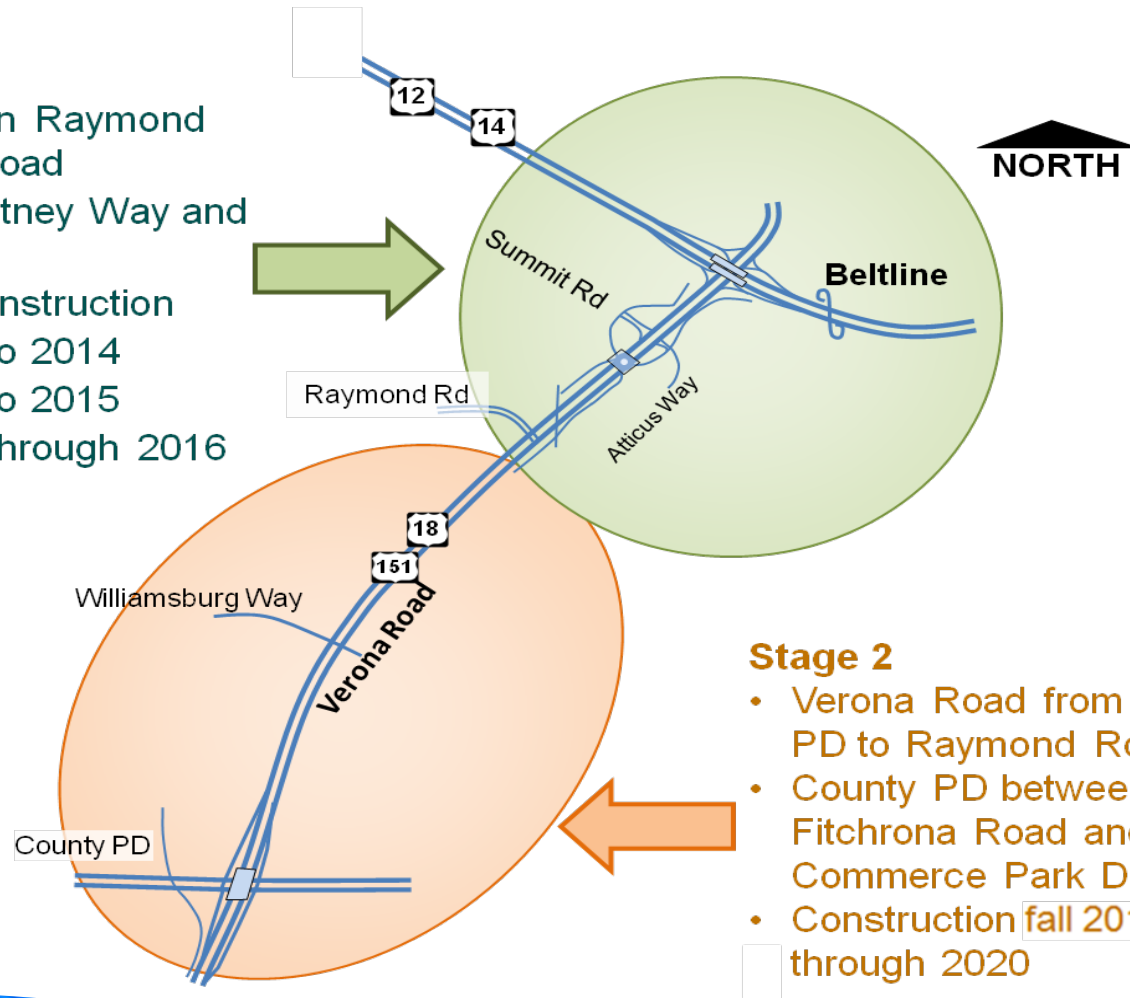 n Raymond
oad
tney Way and
nstruction
o 2014
o 2015
hrough 2016
12
14
NORTH
Summit Rd
Beltline
Raymond Rd
Atticus Way
18
151
Williamsburg Way
Verona Road
County PD
Stage 2
• Verona Road from
PD to Raymond Ro
• County PD betwee
Fitchrona Road an
Commerce Park D
• Construction fall 20
through 2020